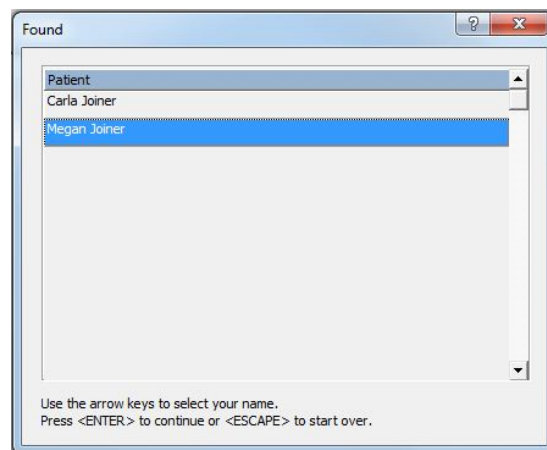 Found
Patient
Carla Joiner
Megan Joiner
Use the arrow keys to select your name.
Press <ENTER> to continue or <ESCAPE> to start over.